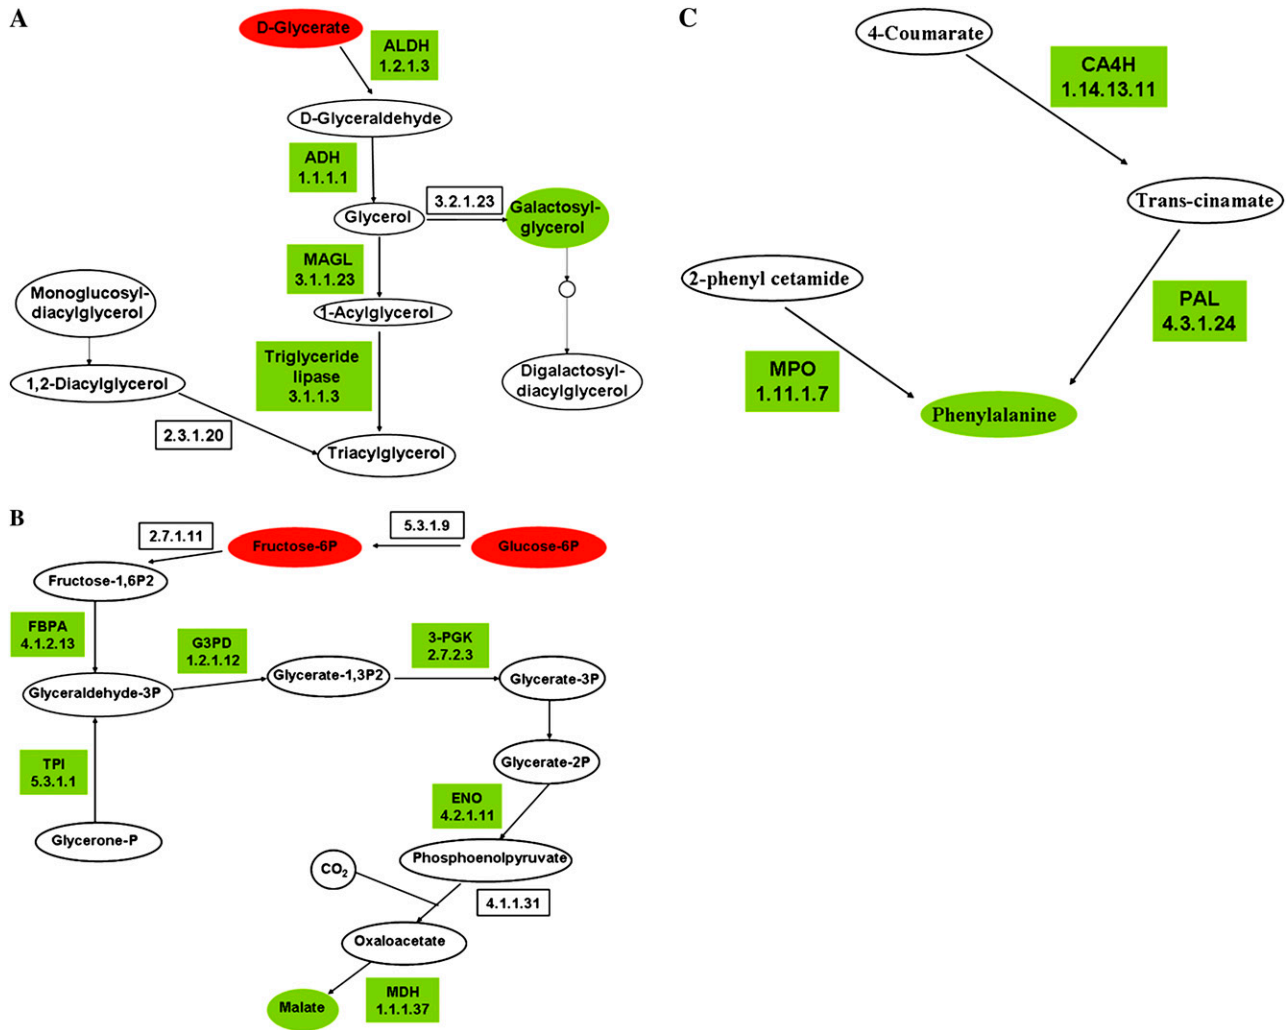 A
D-Glycerate
ALDH
1.2.1.3
D-Glyceraldehyde
ADH
1.1.1.1
3.2.1.23
Glycerol
Galactosyl-
glycerol
MAGL
3.1.1.23
Monoglucosyl-
diacylglycerol
1-Acylglycerol
Triglyceride
lipase
3.1.1.3
1,2-Diacylglycerol
Digalactosyl-
diacylglycerol
2.3.1.20
Triacylglycerol
C
4-Coumarate
CA4H
1.14.13.11
Trans-cinamate
2-phenyl cetamide
PAL
4.3.1.24
MPO
1.11.1.7
Phenylalanine
B
2.7.1.11
Fructose-6P
5.3.1.9
Glucose-6P
Fructose-1,6P2
FBPA
4.1.2.13
G3PD
1.2.1.12
3-PGK
2.7.2.3
Glyceraldehyde-3P
Glycerate-1,3P2
Glycerate-3P
TPI
5.3.1.1
Glycerate-2P
ENO
4.2.1.11
Glycerone-P
Phosphoenolpyruvate
CO2
4.1.1.31
Oxaloacetate
Malate
MDH
1.1.1.37